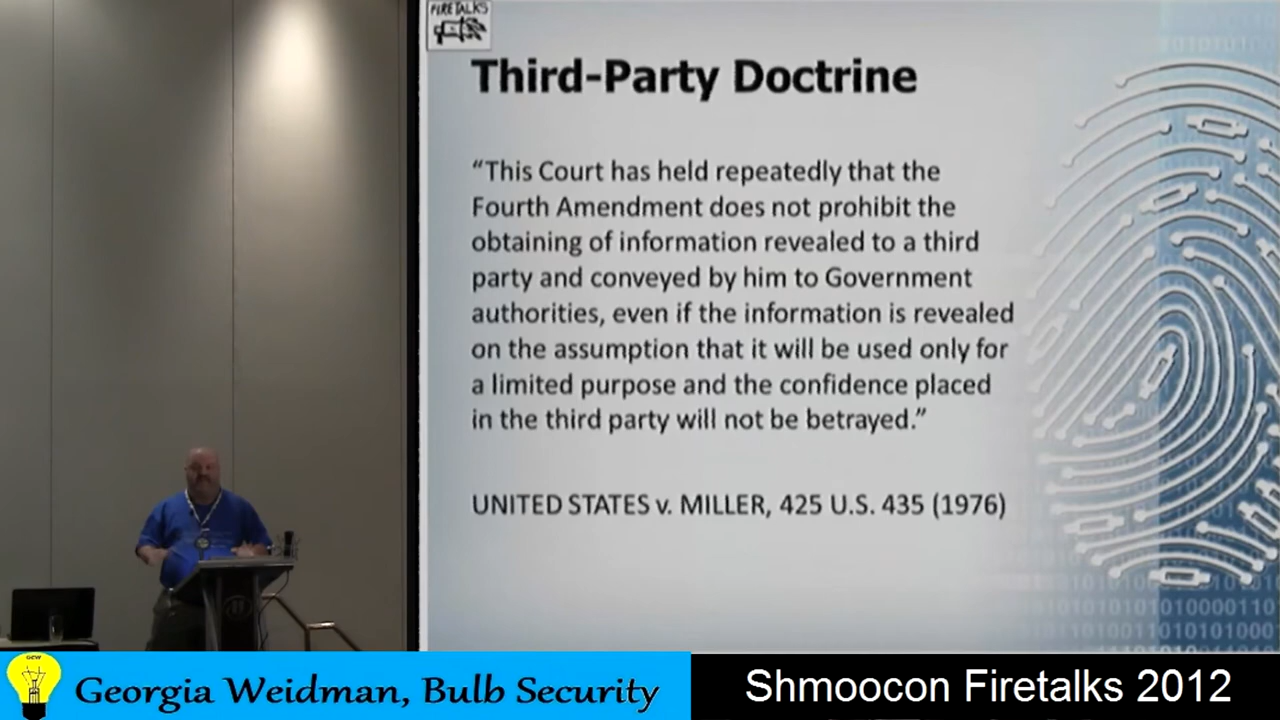 FIRETALKS
Third-Party Doctrine
“This Court has held repeatedly that the
Fourth Amendment does not prohibit the
obtaining of information revealed to a third
party and conveyed by him to Government
authorities, even if the information is revealed
on the assumption that it will be used only for
a limited purpose and the confidence placed
in the third party will not be betrayed.”
UNITED STATES v. MILLER, 425 U.S. 435 (1976)
GEW
Georgia Weidman, Bulb Security
Shmoocon Firetalks 2012